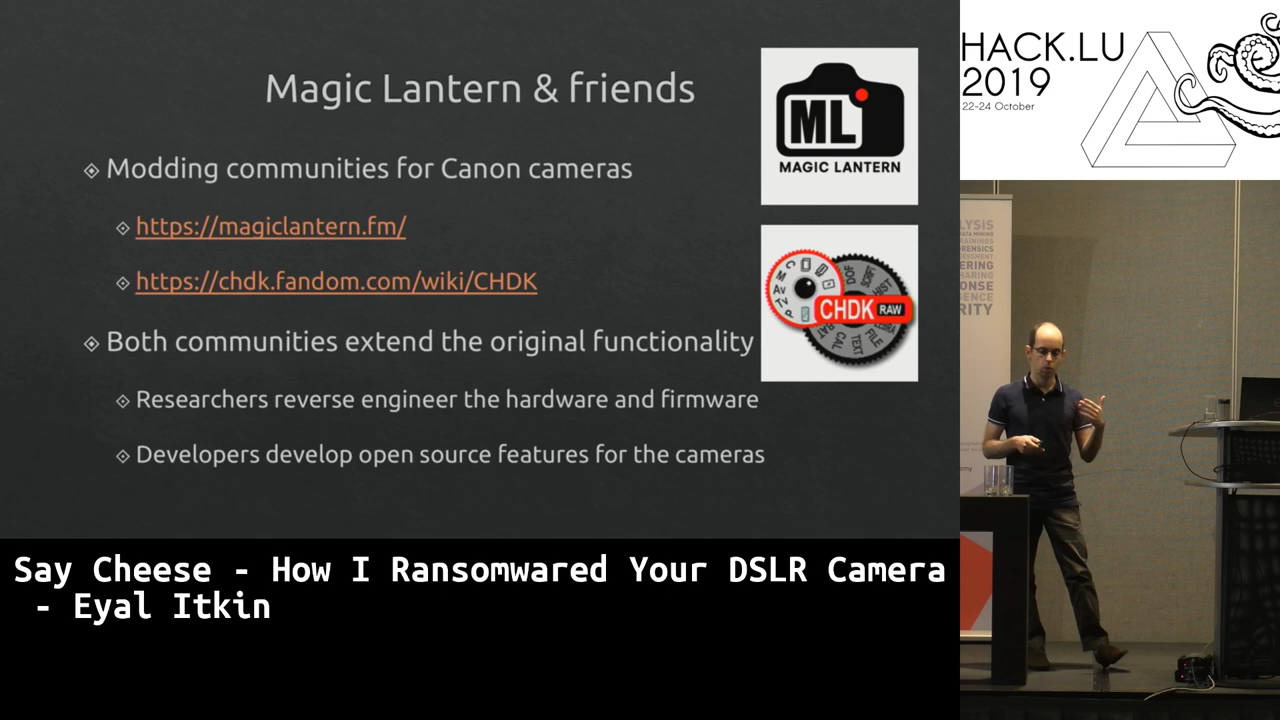 Magic Lantern & friends
Modding communities for Canon cameras
https://magiclantern.fm/
https://chdk.fandom.com/wiki/CHDK
Both communities extend the original functionality
Researchers reverse engineer the hardware and firmware
Developers develop open source features for the cameras
ML
MAGIC LANTERN
CHDK RAW
HACK.LU
2019
22-24 October
Say Cheese - How I Ransomwared Your DSLR Camera
- Eyal Itkin